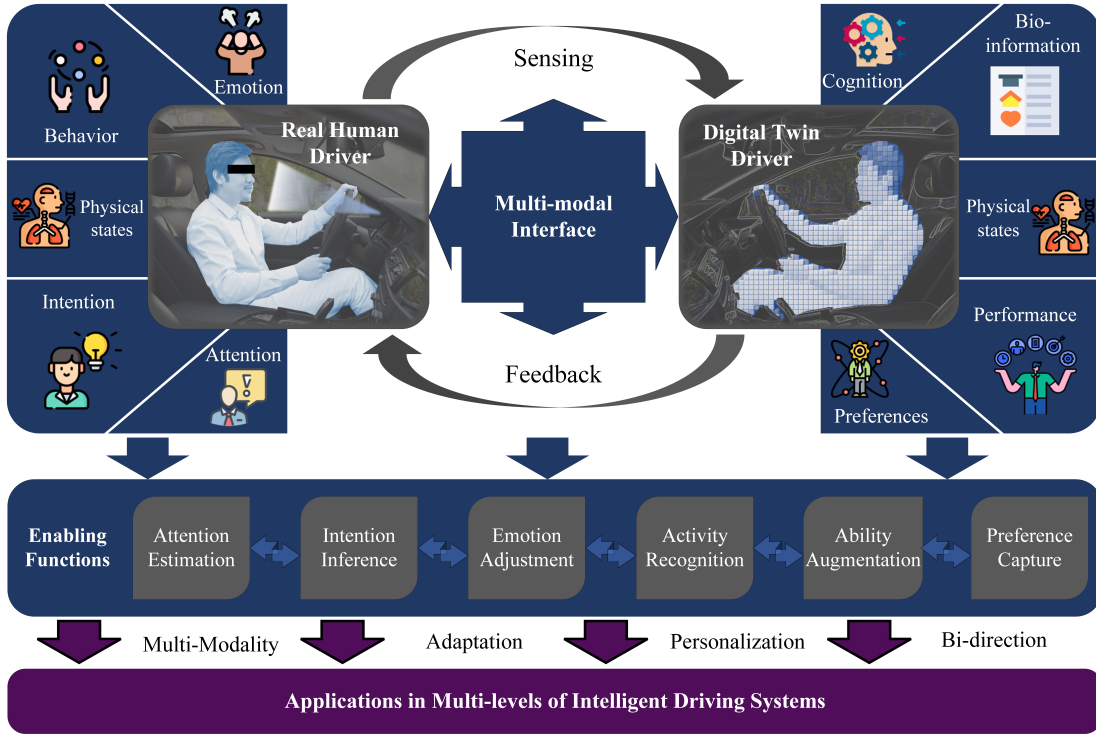 Emotion
Behavior
Physical
states
Intention
Attention
Real Human
Driver
Sensing
Multi-modal
Interface
Feedback
Digital Twin
Driver
Cognition
Bio-
information
Physical
states
Performance
Preferences
Enabling
Functions
Attention
Estimation
Intention
Inference
Emotion
Adjustment
Activity
Recognition
Ability
Augmentation
Preference
Capture
Multi-Modality
Adaptation
Personalization
Bi-direction
Applications in Multi-levels of Intelligent Driving Systems